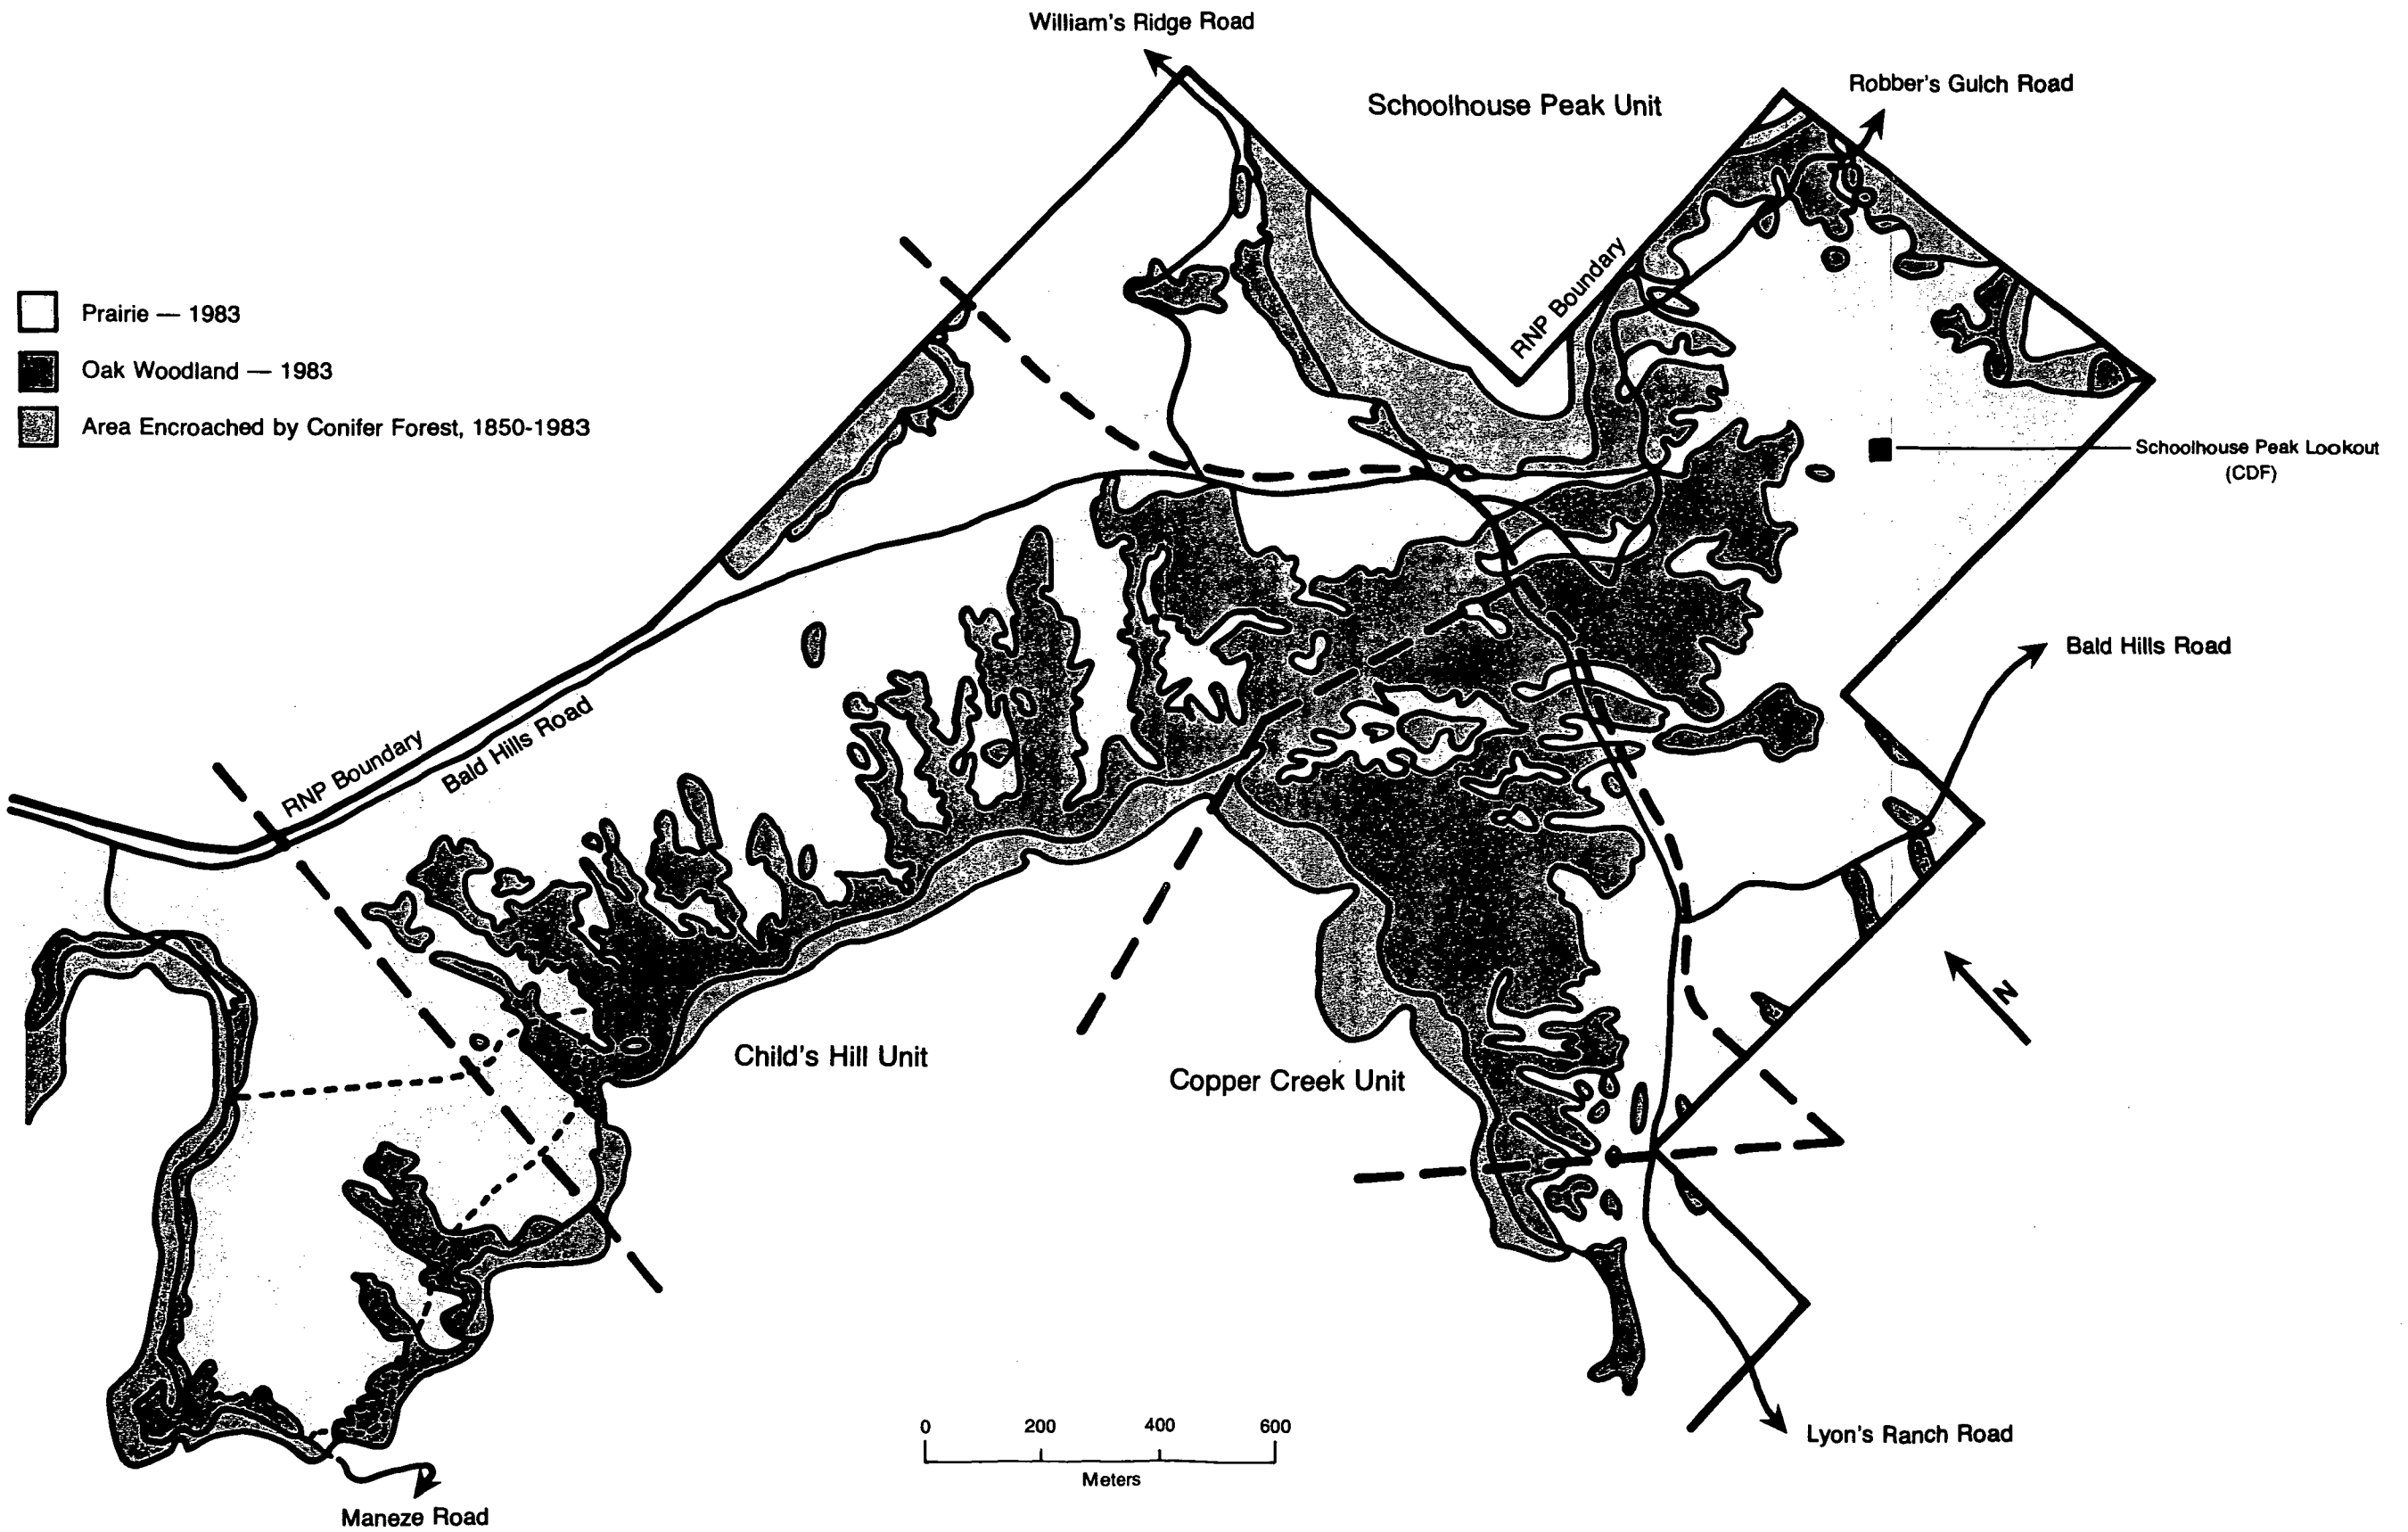 William's Ridge Road
Robber's Gulch Road
Schoolhouse Peak Unit
RNP Boundary
Prairie — 1983
Oak Woodland — 1983
Area Encroached by Conifer Forest, 1850-1983
Schoolhouse Peak Lookout
(CDF)
Bald Hills Road
RNP Boundary
Bald Hills Road
N
Child's Hill Unit
Copper Creek Unit
0 200 400 600
Meters
Lyon's Ranch Road
Maneze Road